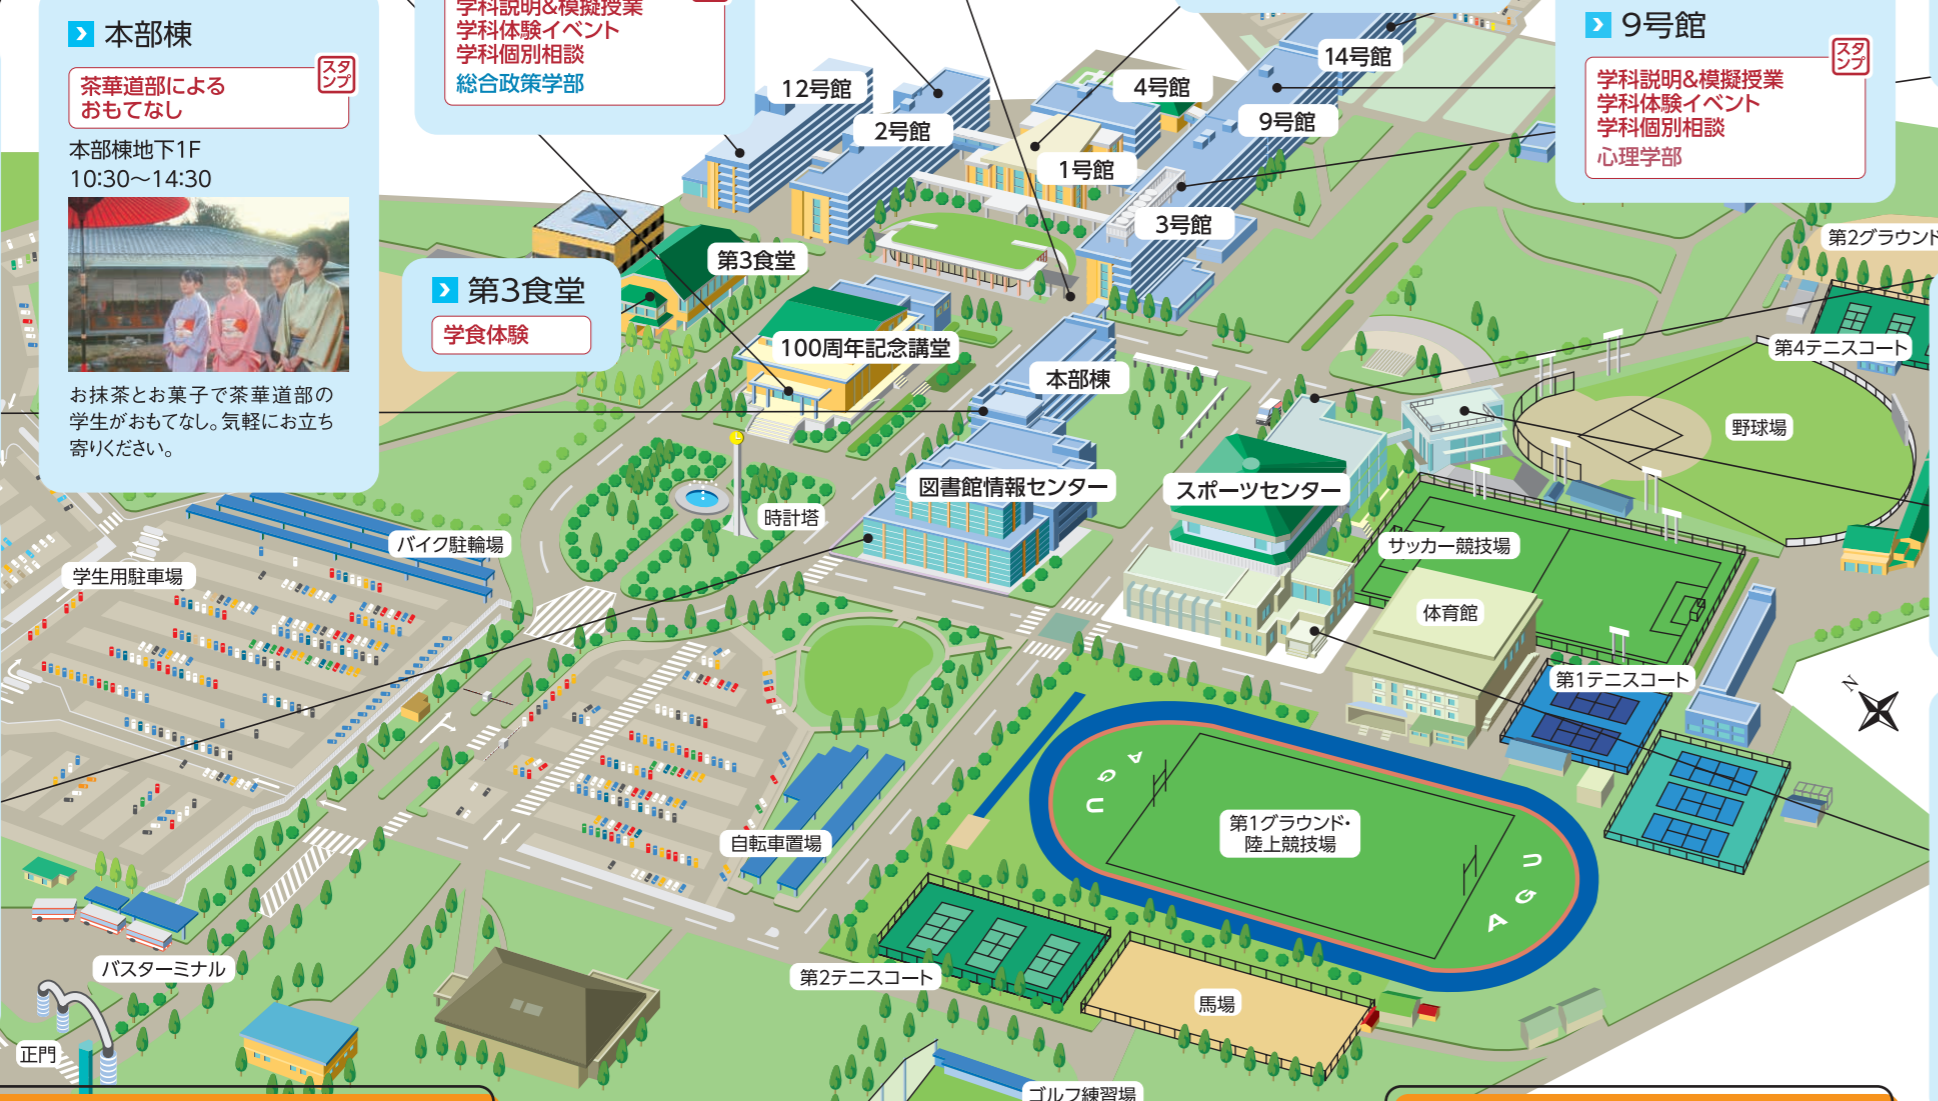 本部棟
スタ
ンプ
茶華道部による
おもてなし
本部棟地下1F
10:30〜14:30
お抹茶とお菓子で茶華道部の
学生がおもてなし。気軽にお立ち
寄りください。
学科説明&模擬授業
学科体験イベント
学科個別相談
総合政策学部
9号館
スタ
ンプ
学科説明&模擬授業
学科体験イベント
学科個別相談
心理学部
第3食堂
学食体験
12号館
2号館
4号館
14号館
9号館
1号館
3号館
第3食堂
100周年記念講堂
本部棟
第2グラウンド
第4テニスコート
野球場
図書館情報センター
スポーツセンター
時計塔
バイク駐輪場
学生用駐車場
サッカー競技場
体育館
第1テニスコート
N
A
G
U
第1グラウンド・
陸上競技場
U
G
A
自転車置場
バスターミナル
第2テニスコート
馬場
正門
ゴルフ練習場